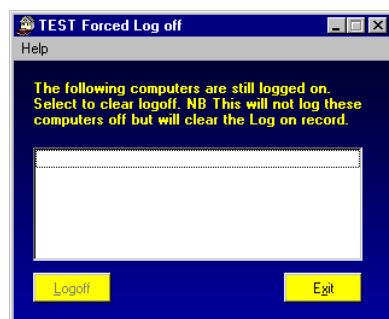 TEST Forced Log off
Help
The following computers are still logged on.
Select to clear logoff. NB This will not log these
computers off but will clear the Log on record.
Logoff
Exit